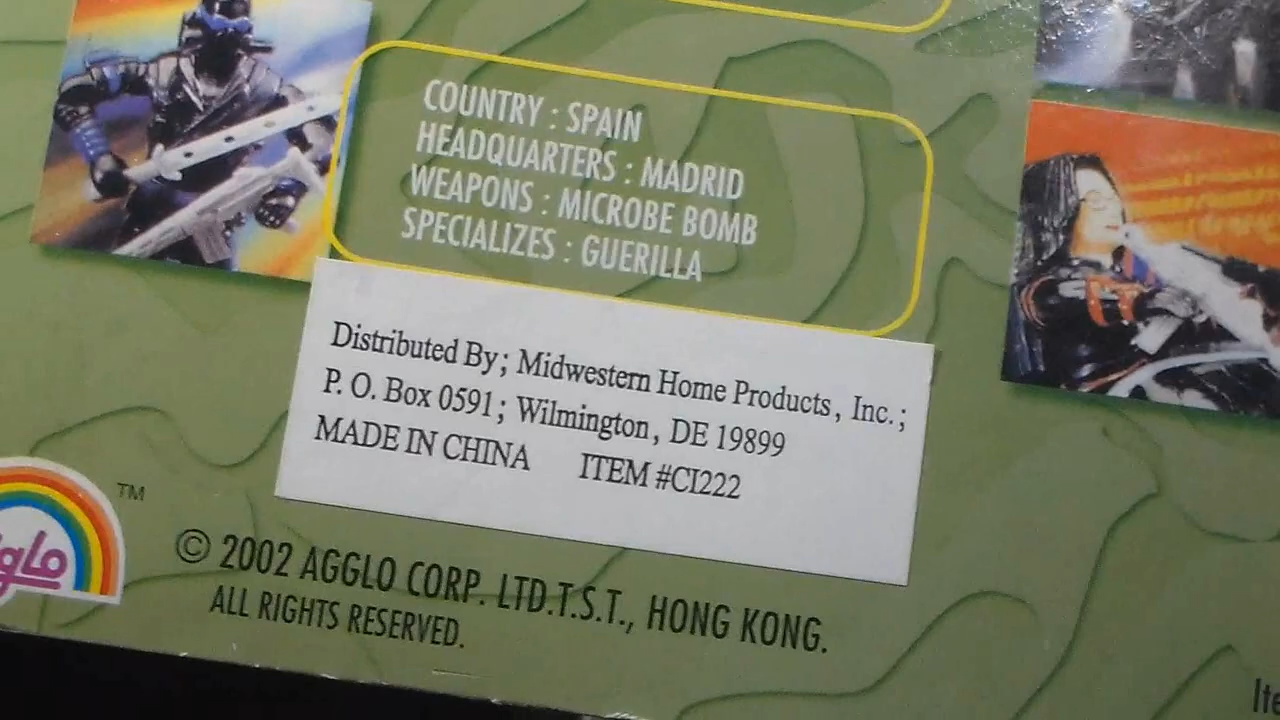 COUNTRY : SPAIN
HEADQUARTERS : MADRID
WEAPONS : MICROBE BOMB
SPECIALIZES : GUERILLA
Distributed By; Midwestern Home Products, Inc.;
P. O. Box 0591; Wilmington, DE 19899
MADE IN CHINA ITEM #CI222
TM
© 2002 AGGLO CORP. LTD.T.S.T., HONG KONG.
ALL RIGHTS RESERVED.